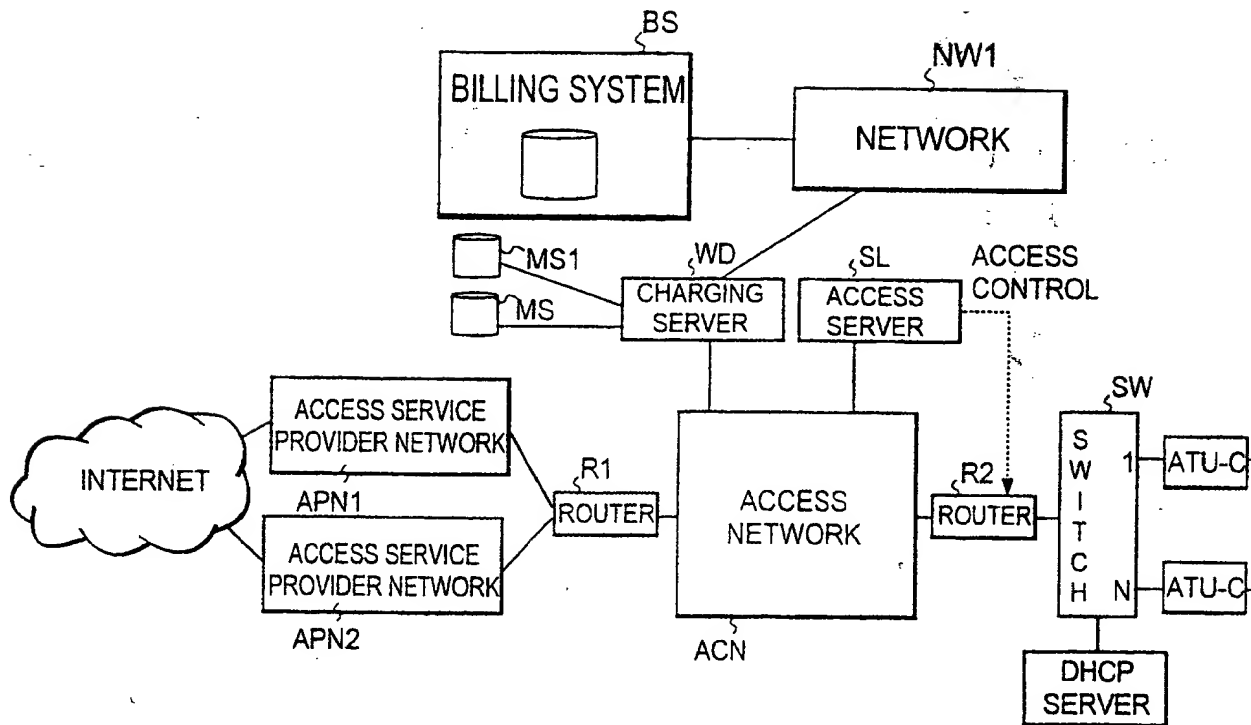 BS
BILLING SYSTEM
NW1
NETWORK
MS1
MS
WD
CHARGING
SERVER
SL
ACCESS
SERVER
ACCESS
CONTROL
INTERNET
ACCESS SERVICE
PROVIDER NETWORK
APN1
ACCESS SERVICE
PROVIDER NETWORK
APN2
R1
ROUTER
ACCESS
NETWORK
ACN
R2
ROUTER
SW
SWITCH
1
ATU-C
N
ATU-C
DHCP
SERVER